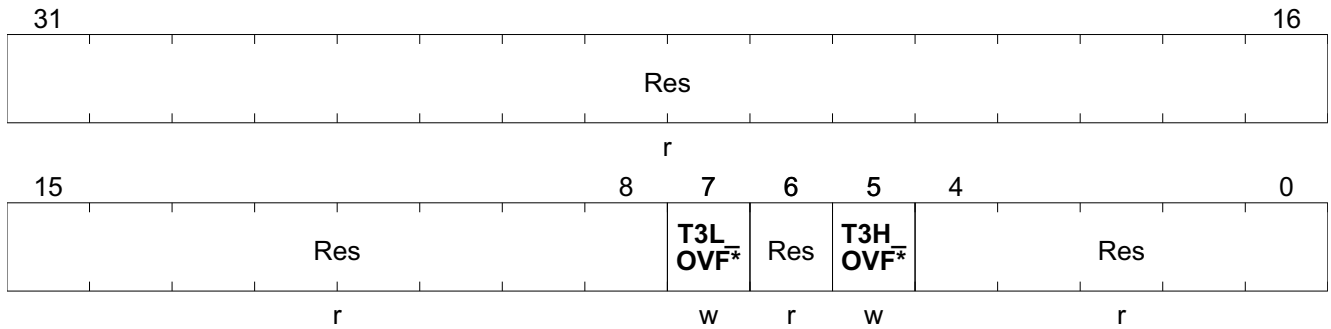 31 16
Res
r
15 8 7 6 5 4 0
Res T3L_ OVF* Res T3H_ OVF* Res
r w r w r